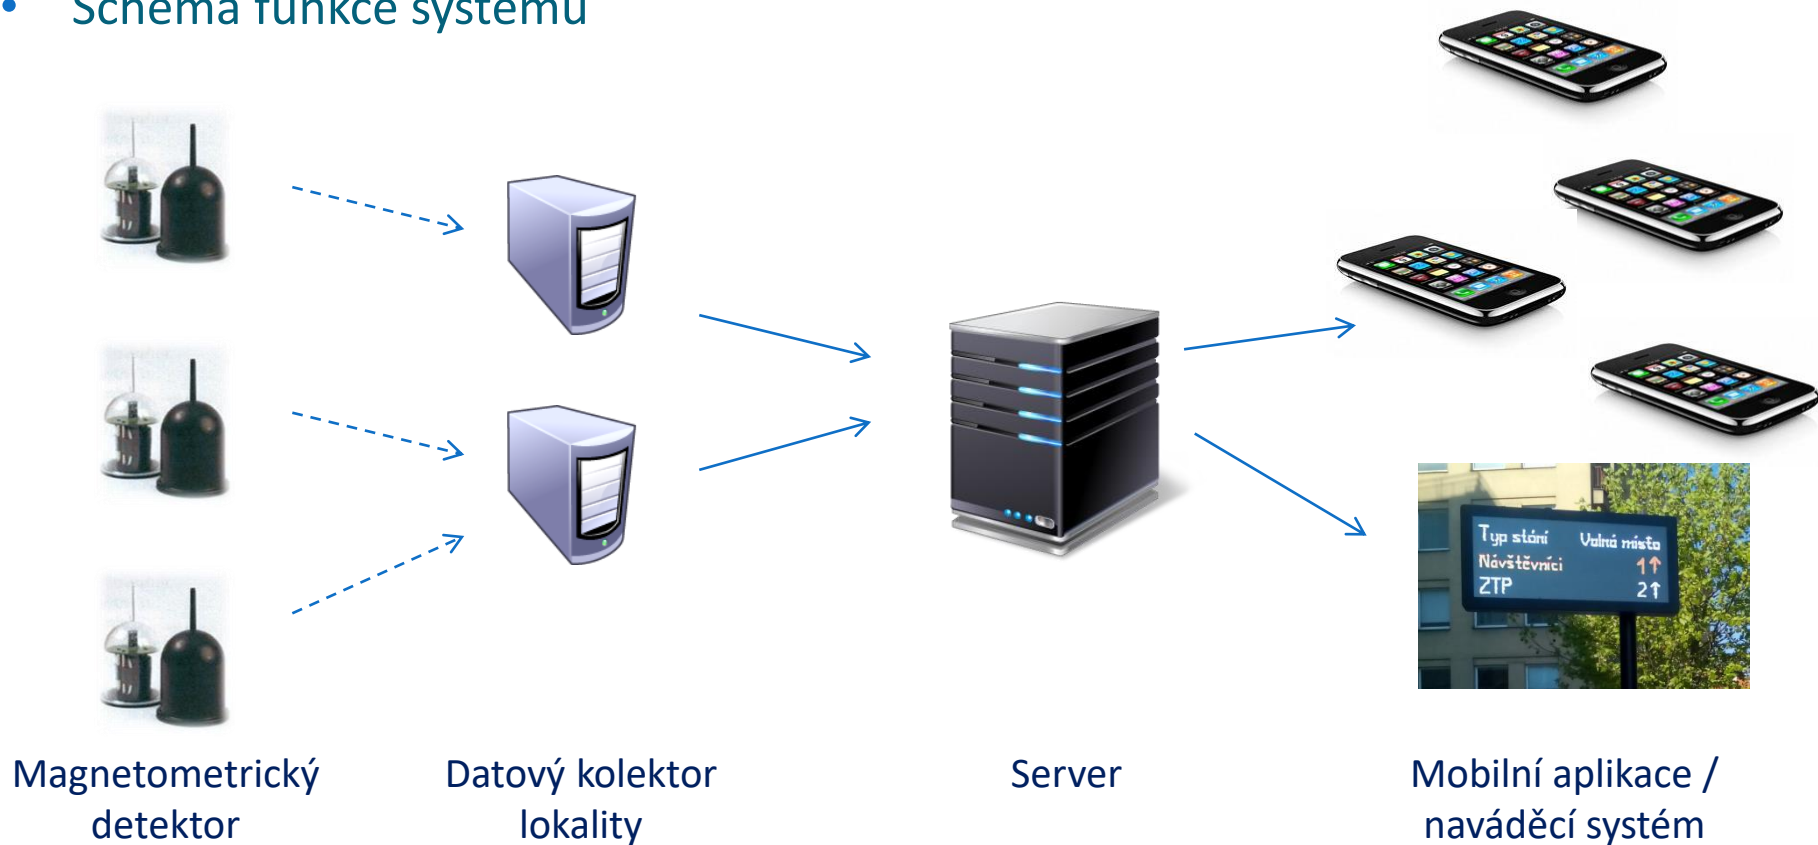 • Schéma funkce systému
Typ stání Volná místa
Návštěvníci 1↑
ZTP 2↑
Magnetometrický
detektor
Datový kolektor
lokality
Server
Mobilní aplikace /
naváděcí systém